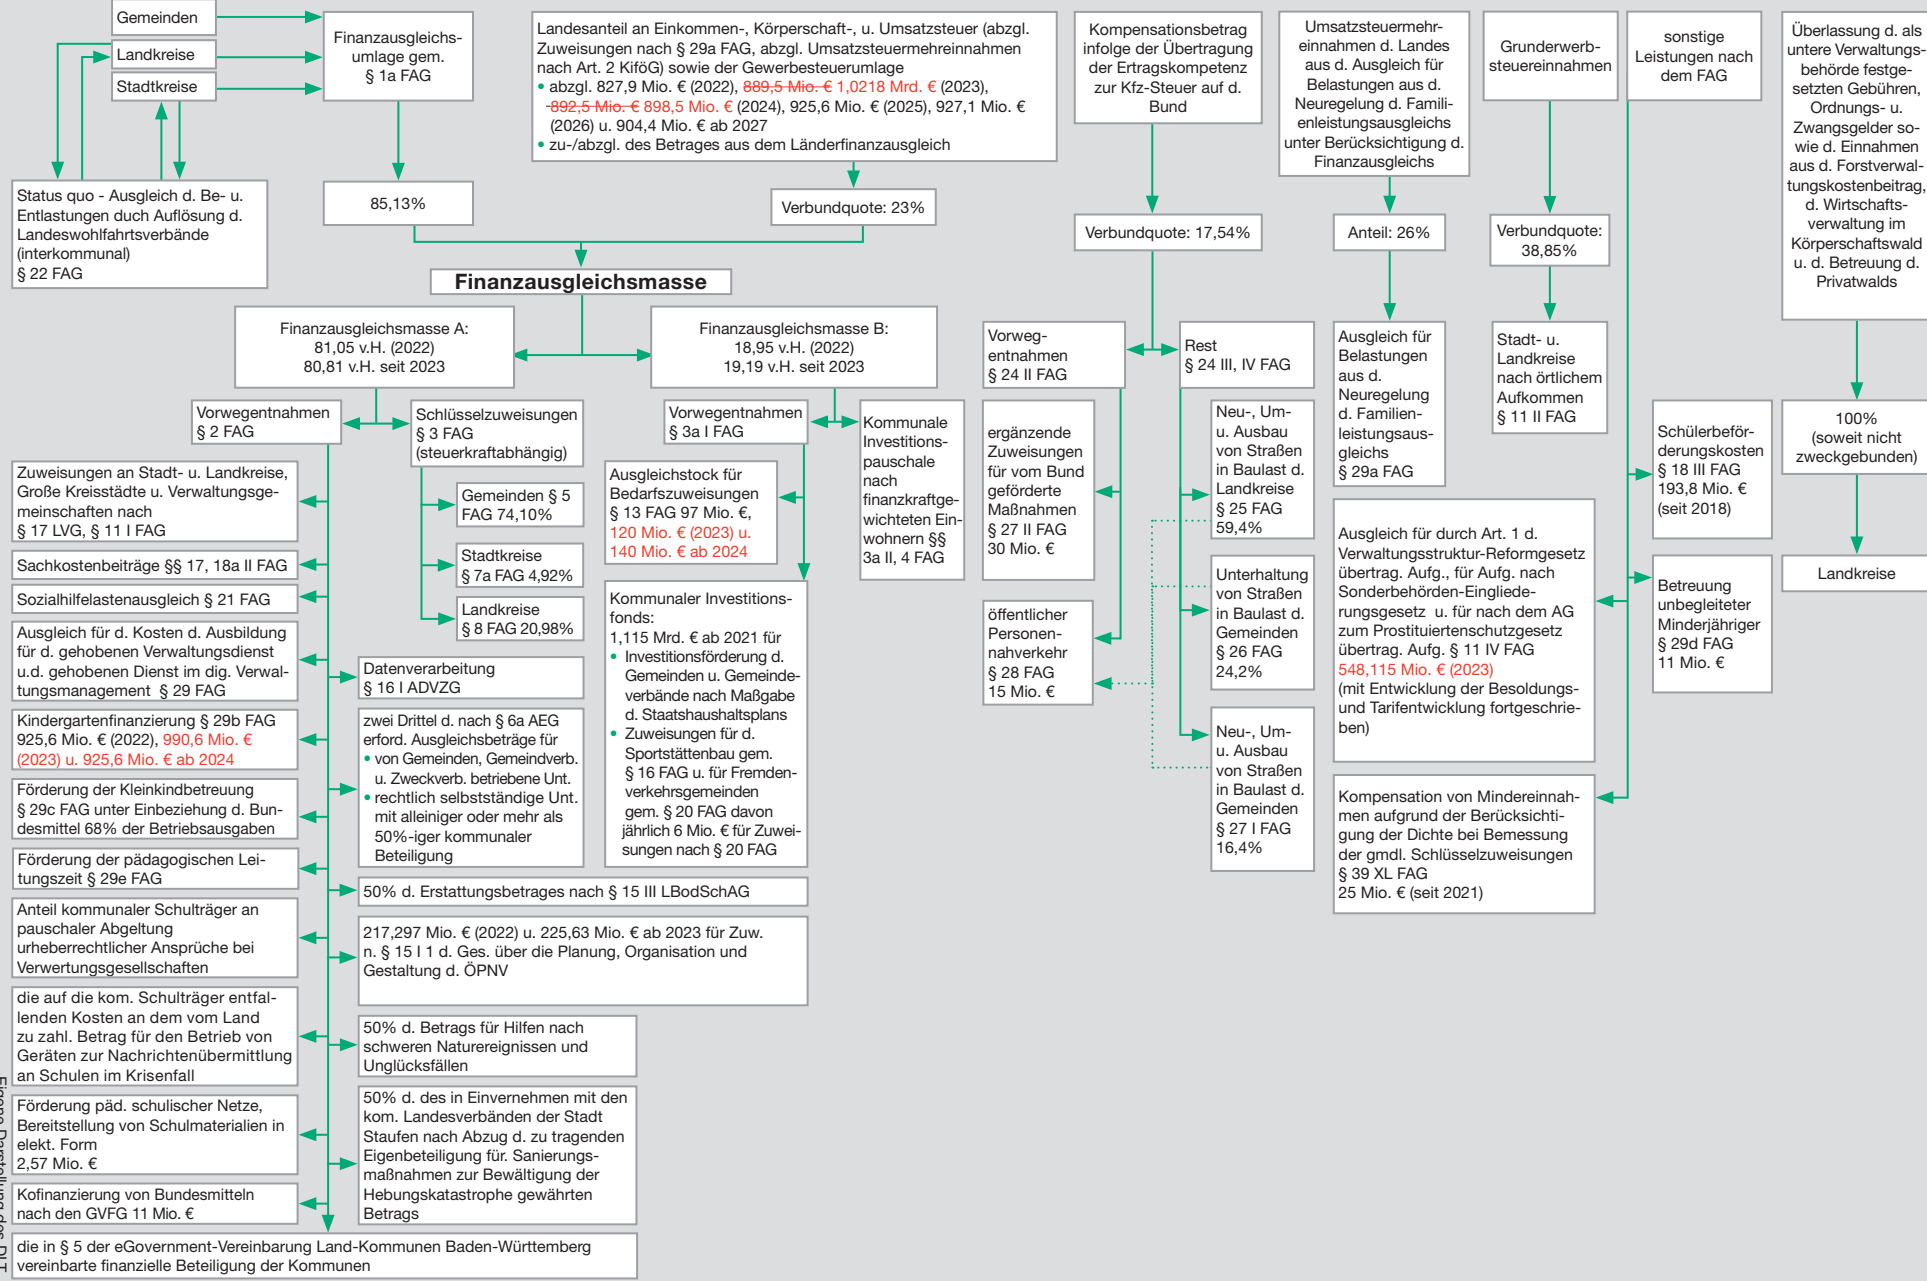 Gemeinden
Landkreise
Stadtkreise
Finanzausgleichs-
umlage gem.
§ 1a FAG
Landesanteil an Einkommen-, Körperschaft-, u. Umsatzsteuer (abzgl.
Zuweisungen nach § 29a FAG, abzgl. Umsatzsteuermehreinnahmen
nach Art. 2 KiföG) sowie der Gewerbesteuerumlage
• abzgl. 827,9 Mio. € (2022), 889,5 Mio. € 1,0218 Mrd. € (2023),
892,5 Mio. € 898,5 Mio. € (2024), 925,6 Mio. € (2025), 927,1 Mio. €
(2026) u. 904,4 Mio. € ab 2027
• zu-/abzgl. des Betrages aus dem Länderfinanzausgleich
Kompensationsbetrag
infolge der Übertragung
der Ertragskompetenz
zur Kfz-Steuer auf d.
Bund
Umsatzsteuermehr-
einnahmen d. Landes
aus d. Ausgleich für
Belastungen aus d.
Neuregelung d. Famili-
enleistungsausgleichs
unter Berücksichtigung d.
Finanzausgleichs
Grunderwerb-
steuereinnahmen
sonstige
Leistungen nach
dem FAG
Überlassung d. als
untere Verwaltungs-
behörde festge-
setzten Gebühren,
Ordnungs- u.
Zwangsgelder so-
wie d. Einnahmen
aus d. Forstverwal-
tungskostenbeitrag,
d. Wirtschafts-
verwaltung im
Körperschaftswald
u. d. Betreuung d.
Privatwalds
Status quo - Ausgleich d. Be- u.
Entlastungen duch Auflösung d.
Landeswohlfahrtsverbände
(interkommunal)
§ 22 FAG
85,13%
Verbundquote: 23%
Verbundquote: 17,54%
Anteil: 26%
Verbundquote:
38,85%
Finanzausgleichsmasse
Finanzausgleichsmasse A:
81,05 v.H. (2022)
80,81 v.H. seit 2023
Finanzausgleichsmasse B:
18,95 v.H. (2022)
19,19 v.H. seit 2023
Vorweg-
entnahmen
§ 24 II FAG
Rest
§ 24 III, IV FAG
Ausgleich für
Belastungen
aus d.
Neuregelung
d. Familien-
leistungsaus-
gleichs
§ 29a FAG
Stadt- u.
Landkreise
nach örtlichem
Aufkommen
§ 11 II FAG
Vorwegentnahmen
§ 2 FAG
Schlüsselzuweisungen
§ 3 FAG
(steuerkraftabhängig)
Vorwegentnahmen
§ 3a I FAG
Kommunale
Investitions-
pauschale
nach
finanzkraftge-
wichteten Ein-
wohnern §§
3a II, 4 FAG
ergänzende
Zuweisungen
für vom Bund
geförderte
Maßnahmen
§ 27 II FAG
30 Mio. €
Neu-, Um-
u. Ausbau
von Straßen
in Baulast d.
Landkreise
§ 25 FAG
59,4%
Schülerbeför-
derungskosten
§ 18 III FAG
193,8 Mio. €
(seit 2018)
100%
(soweit nicht
zweckgebunden)
Zuweisungen an Stadt- u. Landkreise,
Große Kreisstädte u. Verwaltungsge-
meinschaften nach
§ 17 LVG, § 11 I FAG
Gemeinden § 5
FAG 74,10%
Stadtkreise
§ 7a FAG 4,92%
Landkreise
§ 8 FAG 20,98%
Ausgleichstock für
Bedarfszuweisungen
§ 13 FAG 97 Mio. €,
120 Mio. € (2023) u.
140 Mio. € ab 2024
Sachkostenbeiträge §§ 17, 18a II FAG
Sozialhilfelastenausgleich § 21 FAG
Ausgleich für d. Kosten d. Ausbildung
für d. gehobenen Verwaltungsdienst
u.d. gehobenen Dienst im dig. Verwal-
tungsmanagement § 29 FAG
Datenverarbeitung
§ 16 I ADVZG
Kommunaler Investitions-
fonds:
1,115 Mrd. € ab 2021 für
• Investitionsförderung d.
Gemeinden u. Gemeinde-
verbände nach Maßgabe
d. Staatshaushaltsplans
• Zuweisungen für d.
Sportstättenbau gem.
§ 16 FAG u. für Fremden-
verkehrsgemeinden
gem. § 20 FAG davon
jährlich 6 Mio. € für Zuwei-
sungen nach § 20 FAG
öffentlicher
Personen-
nahverkehr
§ 28 FAG
15 Mio. €
Unterhaltung
von Straßen
in Baulast d.
Gemeinden
§ 26 FAG
24,2%
Neu-, Um-
u. Ausbau
von Straßen
in Baulast d.
Gemeinden
§ 27 I FAG
16,4%
Ausgleich für durch Art. 1 d.
Verwaltungsstruktur-Reformgesetz
übertrag. Aufg., für Aufg. nach
Sonderbehörden-Eingliede-
rungsgesetz u. für nach dem AG
zum Prostituiertenschutzgesetz
übertrag. Aufg. § 11 IV FAG
548,115 Mio. € (2023)
(mit Entwicklung der Besoldungs-
und Tarifentwicklung fortgeschrie-
ben)
Betreuung
unbegleiteter
Minderjähriger
§ 29d FAG
11 Mio. €
Landkreise
Kompensation von Mindereinnah-
men aufgrund der Berücksichti-
gung der Dichte bei Bemessung
der gmdl. Schlüsselzuweisungen
§ 39 XL FAG
25 Mio. € (seit 2021)
Kindergartenfinanzierung § 29b FAG
925,6 Mio. € (2022), 990,6 Mio. €
(2023) u. 925,6 Mio. € ab 2024
zwei Drittel d. nach § 6a AEG
erford. Ausgleichsbeträge für
• von Gemeinden, Gemeindverb.
u. Zweckverb. betriebene Unt.
• rechtlich selbstständige Unt.
mit alleiniger oder mehr als
50%-iger kommunaler
Beteiligung
Förderung der Kleinkindbetreuung
§ 29c FAG unter Einbeziehung d. Bun-
desmittel 68% der Betriebsausgaben
Förderung der pädagogischen Lei-
tungszeit § 29e FAG
50% d. Erstattungsbetrages nach § 15 III LBodSchAG
Anteil kommunaler Schulträger an
pauschaler Abgeltung
urheberrechtlicher Ansprüche bei
Verwertungsgesellschaften
217,297 Mio. € (2022) u. 225,63 Mio. € ab 2023 für Zuw.
n. § 15 I 1 d. Ges. über die Planung, Organisation und
Gestaltung d. ÖPNV
die auf die kom. Schulträger entfal-
lenden Kosten an dem vom Land
zu zahl. Betrag für den Betrieb von
Geräten zur Nachrichtenübermittlung
an Schulen im Krisenfall
50% d. Betrags für Hilfen nach
schweren Naturereignissen und
Unglücksfällen
Förderung päd. schulischer Netze,
Bereitstellung von Schulmaterialien in
elekt. Form
2,57 Mio. €
50% d. des in Einvernehmen mit den
kom. Landesverbänden der Stadt
Staufen nach Abzug d. zu tragenden
Eigenbeteiligung für. Sanierungs-
maßnahmen zur Bewältigung der
Hebungskatastrophe gewährten
Betrags
Kofinanzierung von Bundesmitteln
nach den GVFG 11 Mio. €
die in § 5 der eGovernment-Vereinbarung Land-Kommunen Baden-Württemberg
vereinbarte finanzielle Beteiligung der Kommunen
Eigene Darstellung des DLT